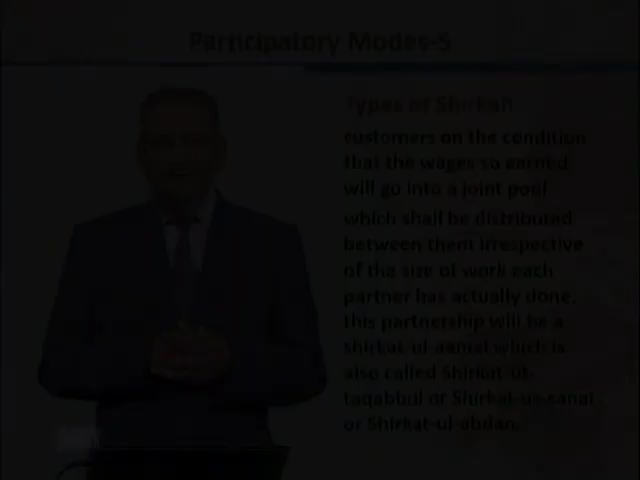 Participatory Modes-5
Types of Shirkah
customers on the condition
that the wages so earned
will go into a joint pool
which shall be distributed
between them irrespective
of the size of work each
partner has actually done,
this partnership will be a
shirkat-ul-aamal which is
also called Shirkat-ut-
taqabbul or Shirkat-us-sanai
or Shirkat-ul-abdan.